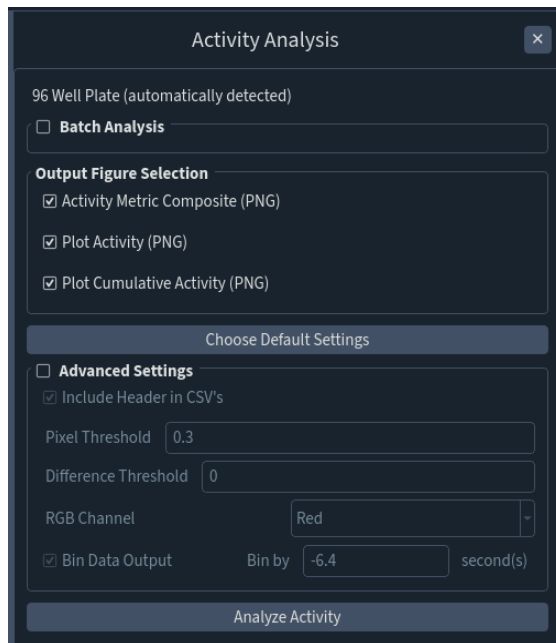 Activity Analysis
96 Well Plate (automatically detected)
Batch Analysis
Output Figure Selection
Activity Metric Composite (PNG)
Plot Activity (PNG)
Plot Cumulative Activity (PNG)
Choose Default Settings
Advanced Settings
Include Header in CSV's
Pixel Threshold 0.3
Difference Threshold 0
RGB Channel Red
Bin Data Output Bin by -6.4 second(s)
Analyze Activity